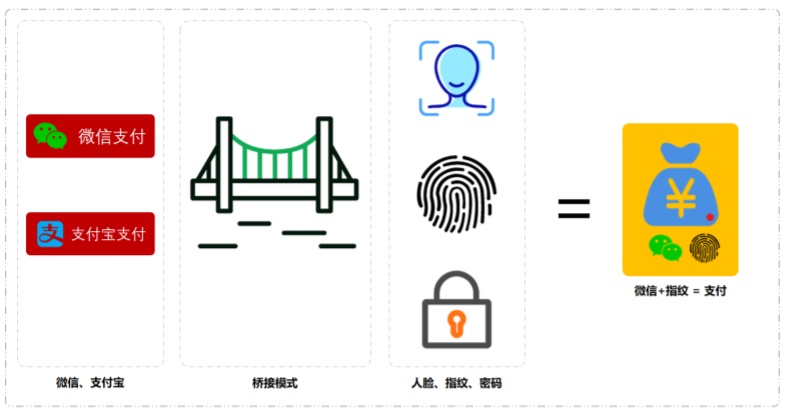 微信支付
支付宝支付
微信、支付宝
桥接模式
人脸、指纹、密码
=
¥
微信+指纹 = 支付